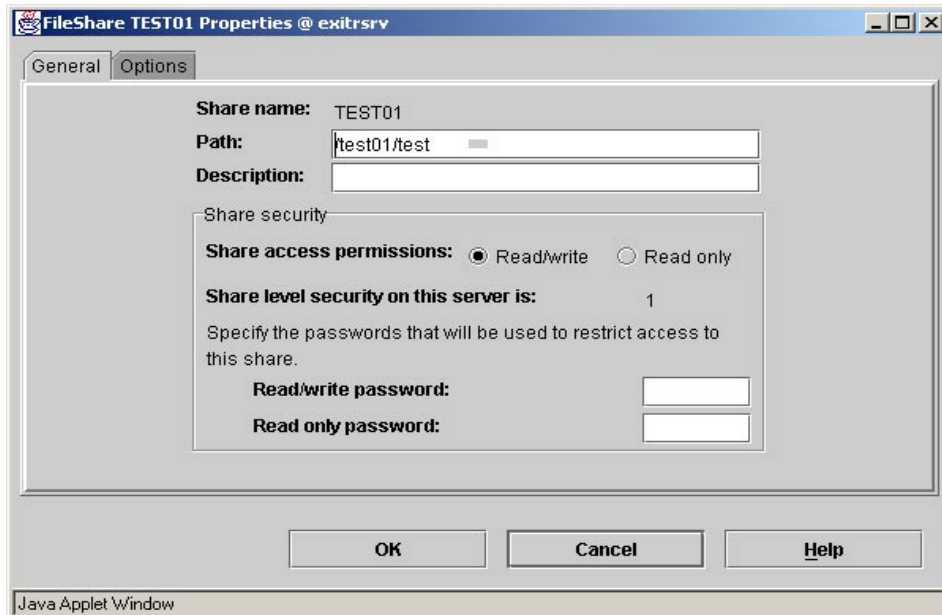 FileShare TEST01 Properties @ exitrsrv
General Options
Share name: TEST01
Path: /test01/test
Description:
Share security
Share access permissions: Read/write Read only
Share level security on this server is: 1
Specify the passwords that will be used to restrict access to
this share.
Read/write password:
Read only password:
OK Cancel Help
Java Applet Window